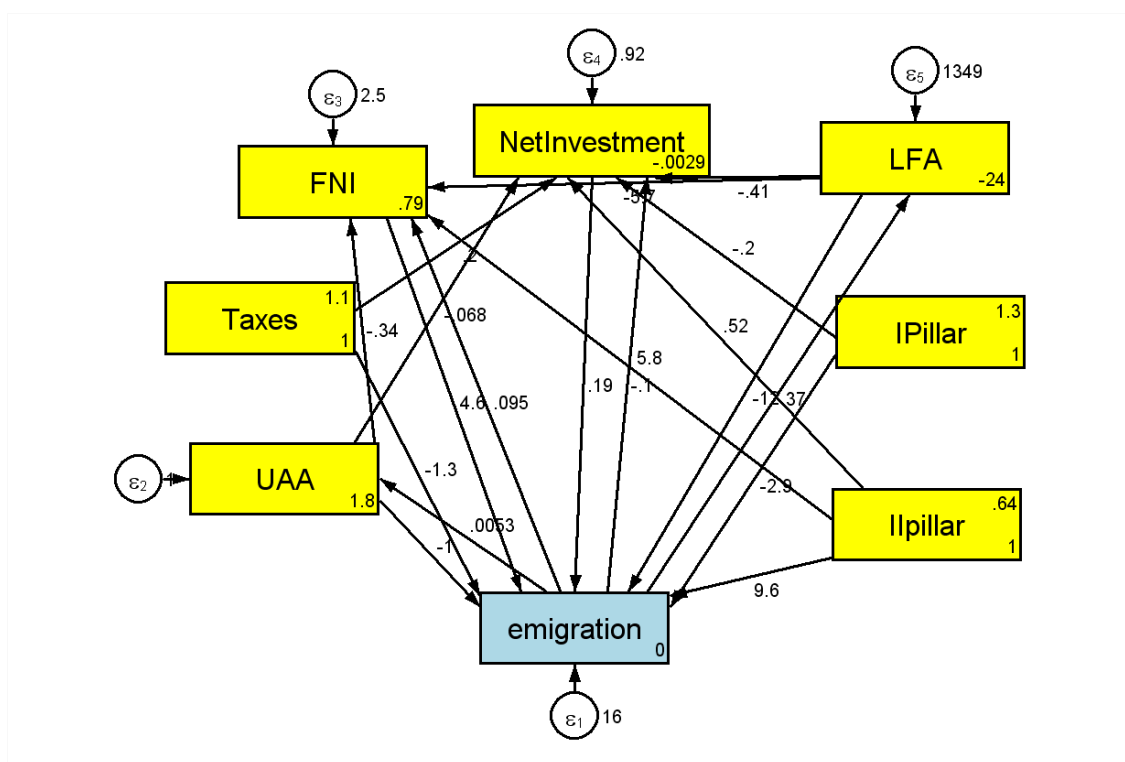 ε4 .92
ε5 1349
ε3 2.5
NetInvestment
-.0029
LFA
-24
FNI
.79
-.41
-.2
.2
Taxes
1.1
1
-.34
-.068
.52
IPillar
1.3
1
5.8
.19
-.1
4.6
.095
.37
UAA
1.8
ε2
-1.3
-2.9
IIpillar
.64
1
.0053
-1
9.6
emigration
0
ε1 16